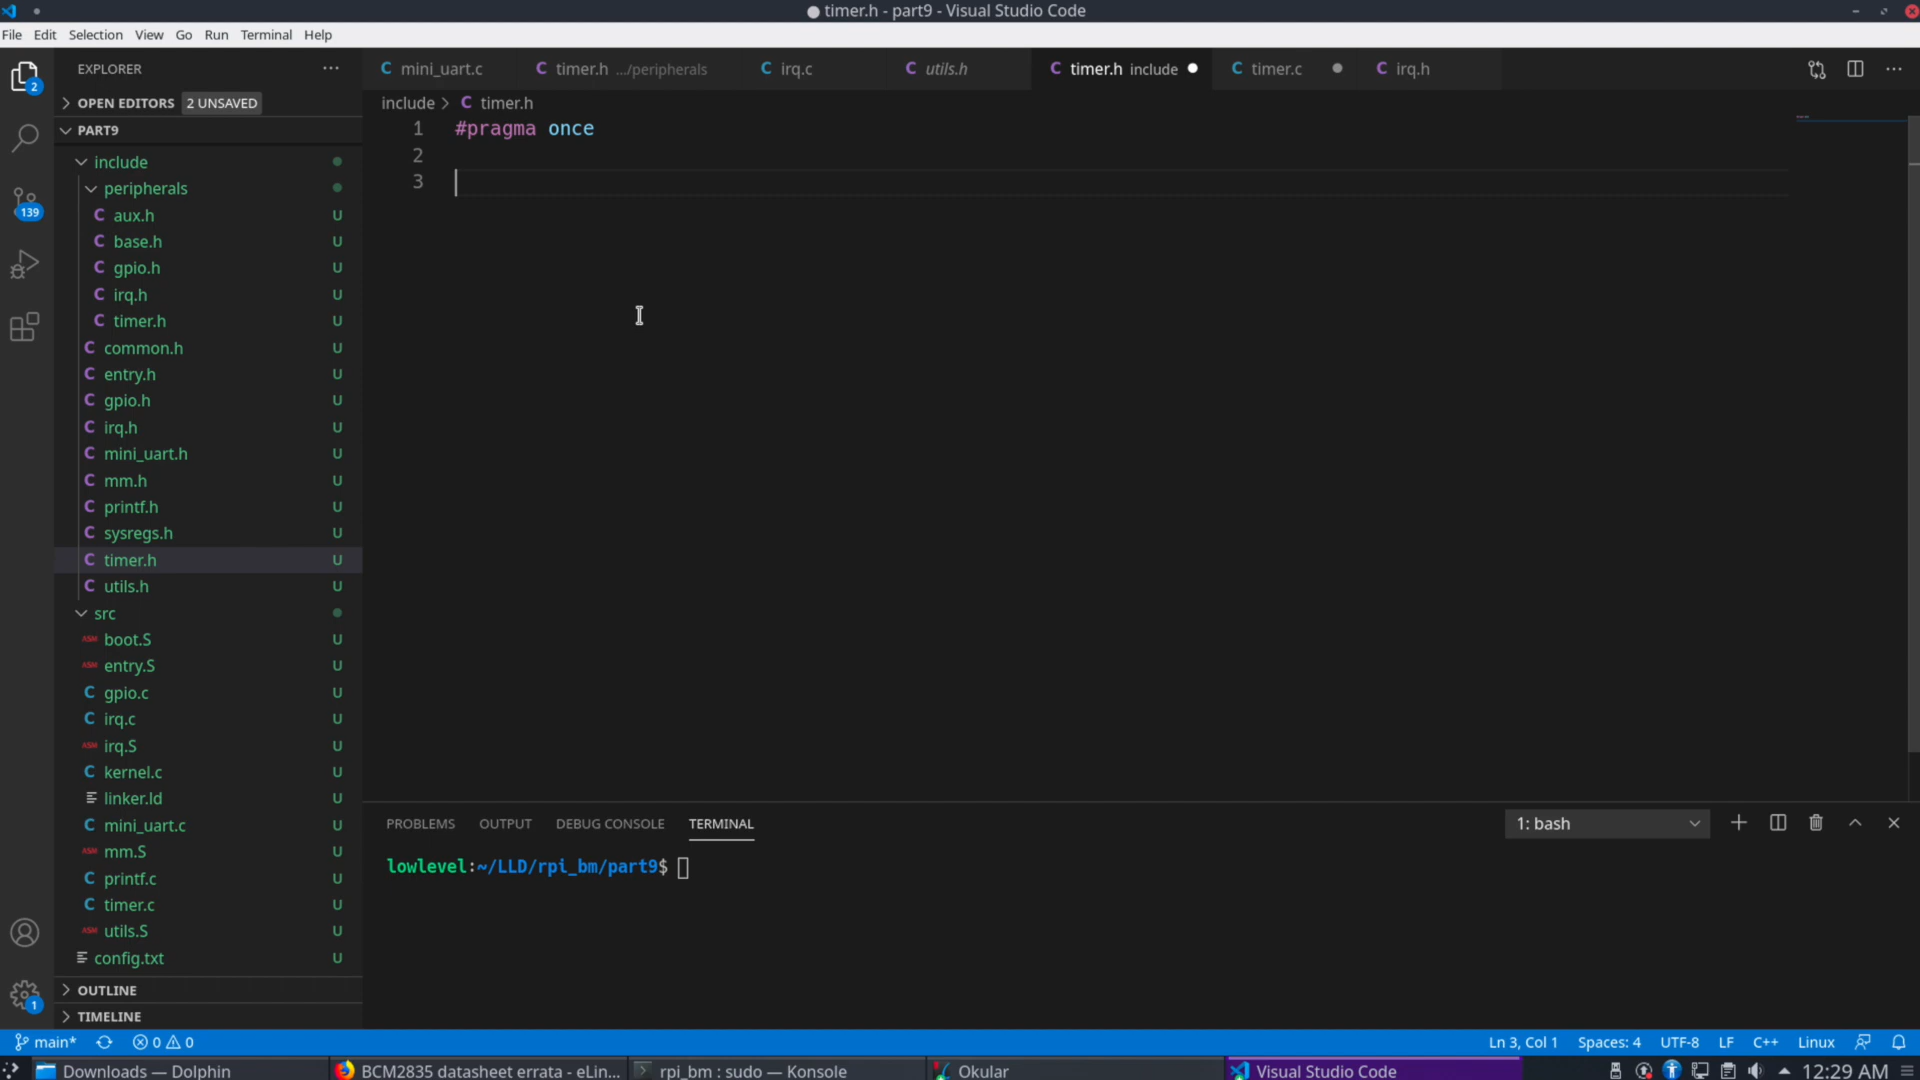 timer.h - part9 - Visual Studio Code
File Edit Selection View Go Run Terminal Help
EXPLORER
mini_uart.c timer.h .../peripherals irq.c utils.h timer.h include timer.c irq.h
OPEN EDITORS 2 UNSAVED
include > timer.h
PART9
include
peripherals
aux.h U
base.h U
gpio.h U
irq.h U
timer.h U
common.h U
entry.h U
gpio.h U
irq.h U
mini_uart.h U
mm.h U
printf.h U
sysregs.h U
timer.h U
utils.h U
src
boot.S U
entry.S U
gpio.c U
irq.c U
irq.S U
kernel.c U
linker.ld U
mini_uart.c U
mm.S U
printf.c U
timer.c U
utils.S U
config.txt U
OUTLINE
TIMELINE
2
139
1
1 #pragma once
2
3
PROBLEMS OUTPUT DEBUG CONSOLE TERMINAL 1: bash
lowlevel:~/LLD/rpi_bm/part9$
main* 0 0 Ln 3, Col 1 Spaces: 4 UTF-8 LF C++ Linux
Downloads — Dolphin BCM2835 datasheet errata - eLin... rpi_bm : sudo — Konsole Okular Visual Studio Code 12:29 AM